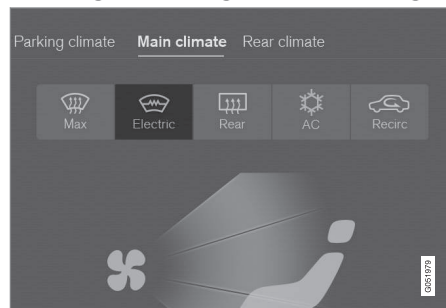 Parking climate Main climate Rear climate
Max Electric Rear AC Recirc
G051979